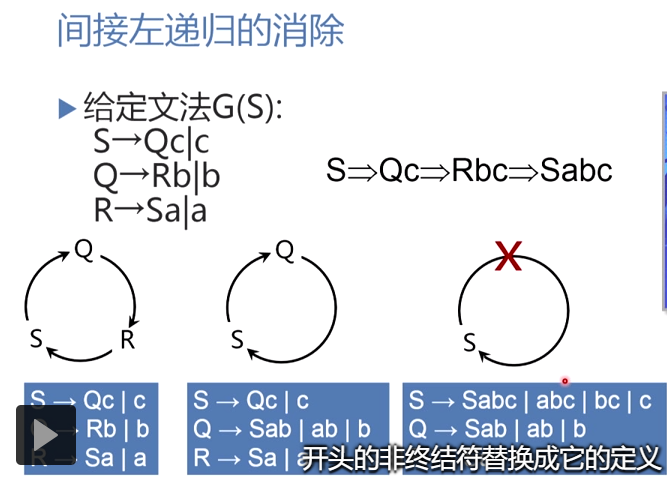 间接左递归的消除
给定文法G(S):
S→Qc|c
Q→Rb|b
R→Sa|a
S⇒Qc⇒Rbc⇒Sabc
Q
S
R
Q
S
X
S
S → Qc | c
→ Rb | b
R → Sa | a
S → Qc | c
Q → Sab | ab | b
R → Sa |
S → Sabc | abc | bc | c
Q → Sab | ab | b
开头的非终结符替换成它的定义